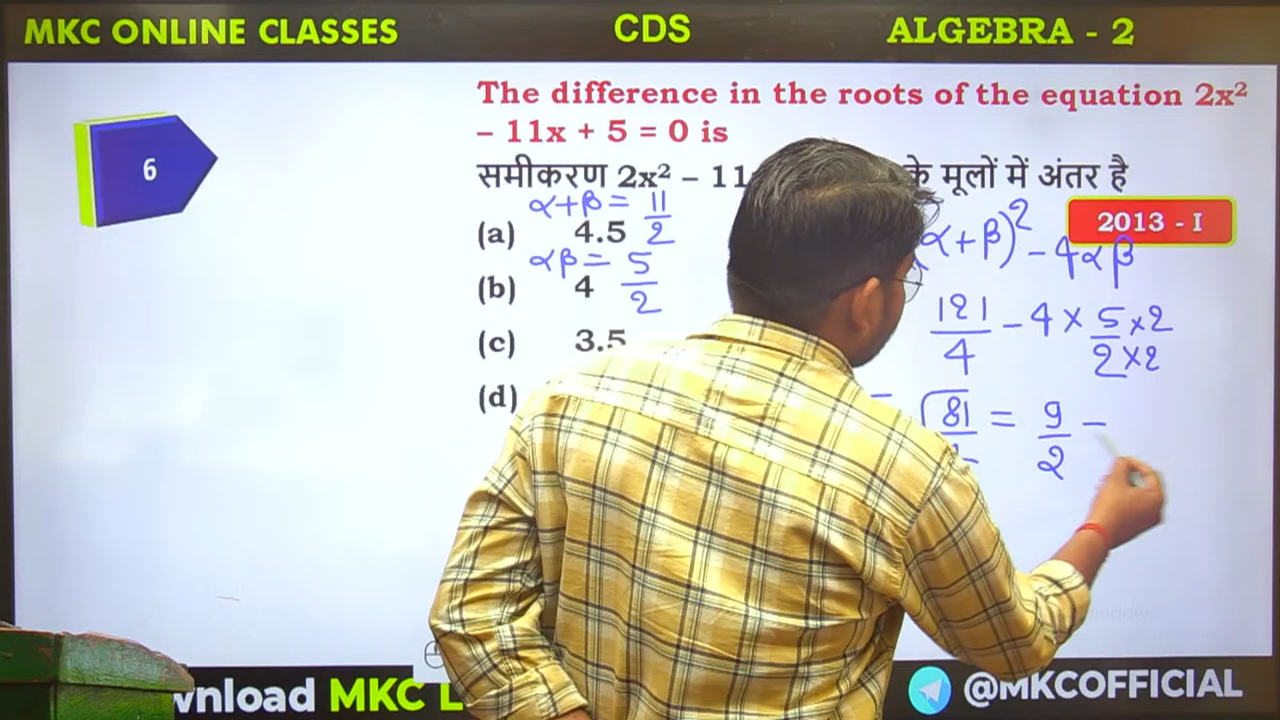 MKC ONLINE CLASSES CDS ALGEBRA - 2
6
The difference in the roots of the equation 2x²
– 11x + 5 = 0 is
समीकरण 2x² – 11 के मूलों में अंतर है
2013 - I
α+β = 11/2
(a) 4.5
αβ = 5/2
(b) 4
(c) 3.5
(d)
(α+β)² – 4αβ
121/4 – 4 × 5×2/2×2
√81 = 9/2 –
wnload MKC L
@MKCOFFICIAL